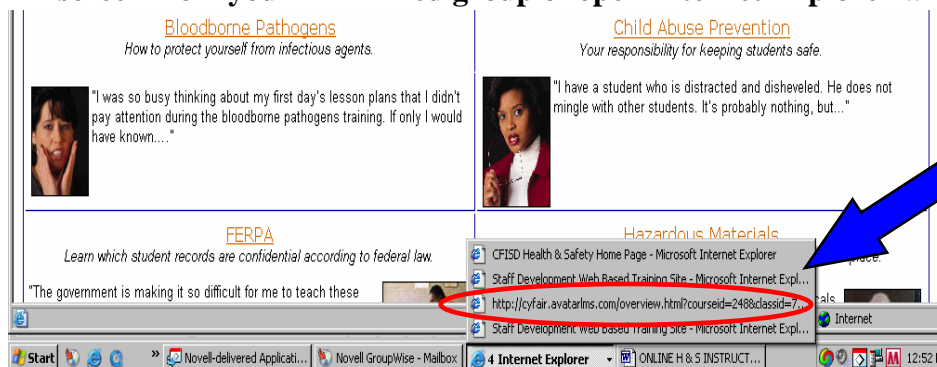 Bloodborne Pathogens
How to protect yourself from infectious agents.
"I was so busy thinking about my first day's lesson plans that I didn't
pay attention during the bloodborne pathogens training. If only I would
have known...."
Child Abuse Prevention
Your responsibility for keeping students safe.
"I have a student who is distracted and disheveled. He does not
mingle with other students. It's probably nothing, but..."
FERPA
Learn which student records are confidential according to federal law.
"The government is making it so difficult for me to teach these
Hazardous Materials
place.
CFISD Health & Safety Home Page - Microsoft Internet Explorer
Staff Development Web Based Training Site - Microsoft Internet Expl...
http://cyfair.avatarlms.com/overview.html?courseid=248&classid=7...
Staff Development Web Based Training Site - Microsoft Internet Expl...
Internet
Start
» Novell-delivered Applicati...
Novell GroupWise - Mailbox
4 Internet Explorer
ONLINE H & S INSTRUCT...
12:52